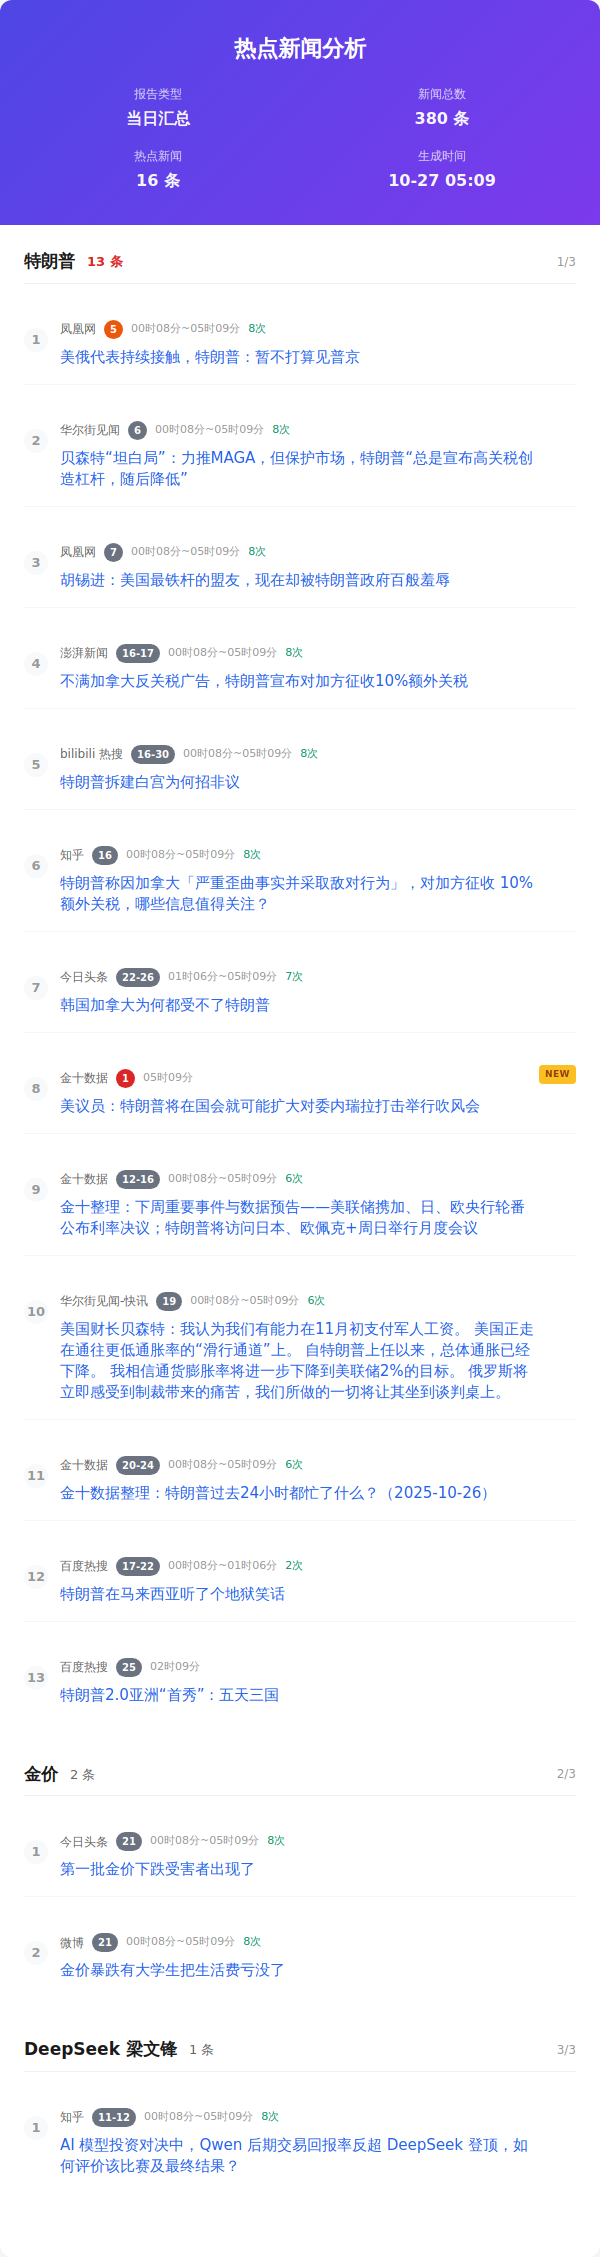 热点新闻分析
报告类型
新闻总数
当日汇总
380 条
热点新闻
生成时间
16 条
10-27 05:09
特朗普 13 条 1/3
1
凤凰网 5 00时08分~05时09分 8次
美俄代表持续接触，特朗普：暂不打算见普京
2
华尔街见闻 6 00时08分~05时09分 8次
贝森特“坦白局”：力推MAGA，但保护市场，特朗普“总是宣布高关税创
造杠杆，随后降低”
3
凤凰网 7 00时08分~05时09分 8次
胡锡进：美国最铁杆的盟友，现在却被特朗普政府百般羞辱
4
澎湃新闻 16-17 00时08分~05时09分 8次
不满加拿大反关税广告，特朗普宣布对加方征收10%额外关税
5
bilibili 热搜 16-30 00时08分~05时09分 8次
特朗普拆建白宫为何招非议
6
知乎 16 00时08分~05时09分 8次
特朗普称因加拿大「严重歪曲事实并采取敌对行为」，对加方征收 10%
额外关税，哪些信息值得关注？
7
今日头条 22-26 01时06分~05时09分 7次
韩国加拿大为何都受不了特朗普
8
金十数据 1 05时09分 NEW
美议员：特朗普将在国会就可能扩大对委内瑞拉打击举行吹风会
9
金十数据 12-16 00时08分~05时09分 6次
金十整理：下周重要事件与数据预告——美联储携加、日、欧央行轮番
公布利率决议；特朗普将访问日本、欧佩克+周日举行月度会议
10
华尔街见闻-快讯 19 00时08分~05时09分 6次
美国财长贝森特：我认为我们有能力在11月初支付军人工资。 美国正走
在通往更低通胀率的“滑行通道”上。 自特朗普上任以来，总体通胀已经
下降。 我相信通货膨胀率将进一步下降到美联储2%的目标。 俄罗斯将
立即感受到制裁带来的痛苦，我们所做的一切将让其坐到谈判桌上。
11
金十数据 20-24 00时08分~05时09分 6次
金十数据整理：特朗普过去24小时都忙了什么？（2025-10-26）
12
百度热搜 17-22 00时08分~01时06分 2次
特朗普在马来西亚听了个地狱笑话
13
百度热搜 25 02时09分
特朗普2.0亚洲“首秀”：五天三国
金价 2 条 2/3
1
今日头条 21 00时08分~05时09分 8次
第一批金价下跌受害者出现了
2
微博 21 00时08分~05时09分 8次
金价暴跌有大学生把生活费亏没了
DeepSeek 梁文锋 1 条 3/3
1
知乎 11-12 00时08分~05时09分 8次
AI 模型投资对决中，Qwen 后期交易回报率反超 DeepSeek 登顶，如
何评价该比赛及最终结果？